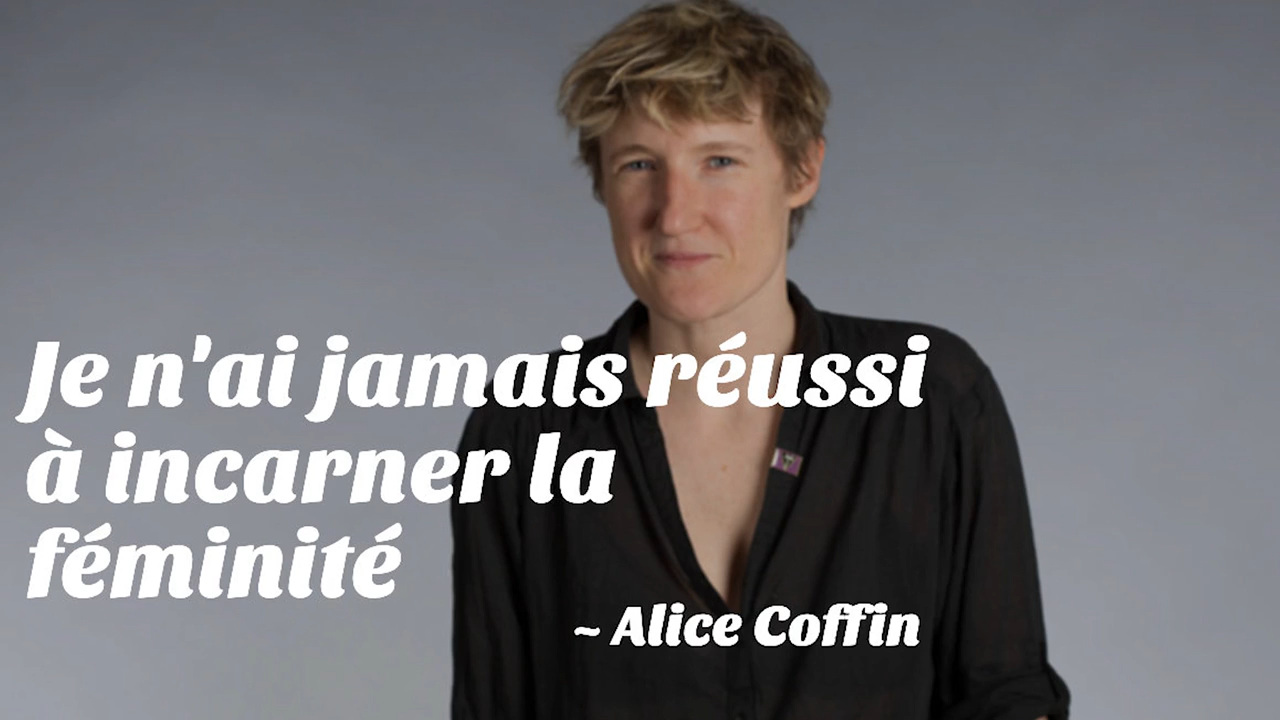 Je n'ai jamais réussi
à incarner la
féminité
~ Alice Coffin